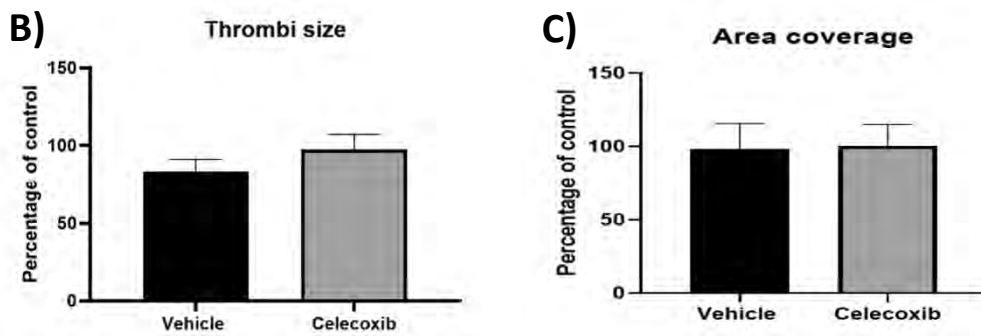 B)
Thrombi size
Percentage of control
150
100
50
0
Vehicle Celecoxib
C)
Area coverage
Percentage of control
150
100
50
0
Vehicle Celecoxib